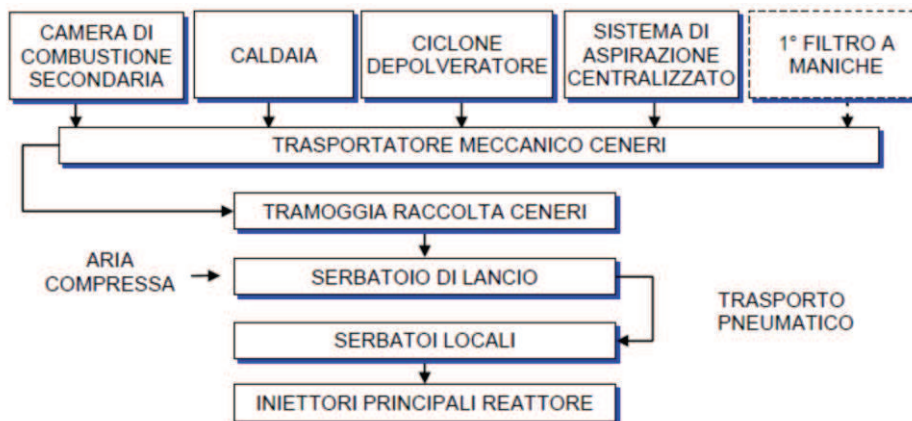 CAMERA DI
COMBUSTIONE
SECONDARIA
CALDAIA
CICLONE
DEPOLVERATORE
SISTEMA DI
ASPIRAZIONE
CENTRALIZZATO
1° FILTRO A
MANICHE
TRASPORTATORE MECCANICO CENERI
TRAMOGGIA RACCOLTA CENERI
ARIA
COMPRESSA
SERBATOIO DI LANCIO
TRASPORTO
PNEUMATICO
SERBATOI LOCALI
INIETTORI PRINCIPALI REATTORE